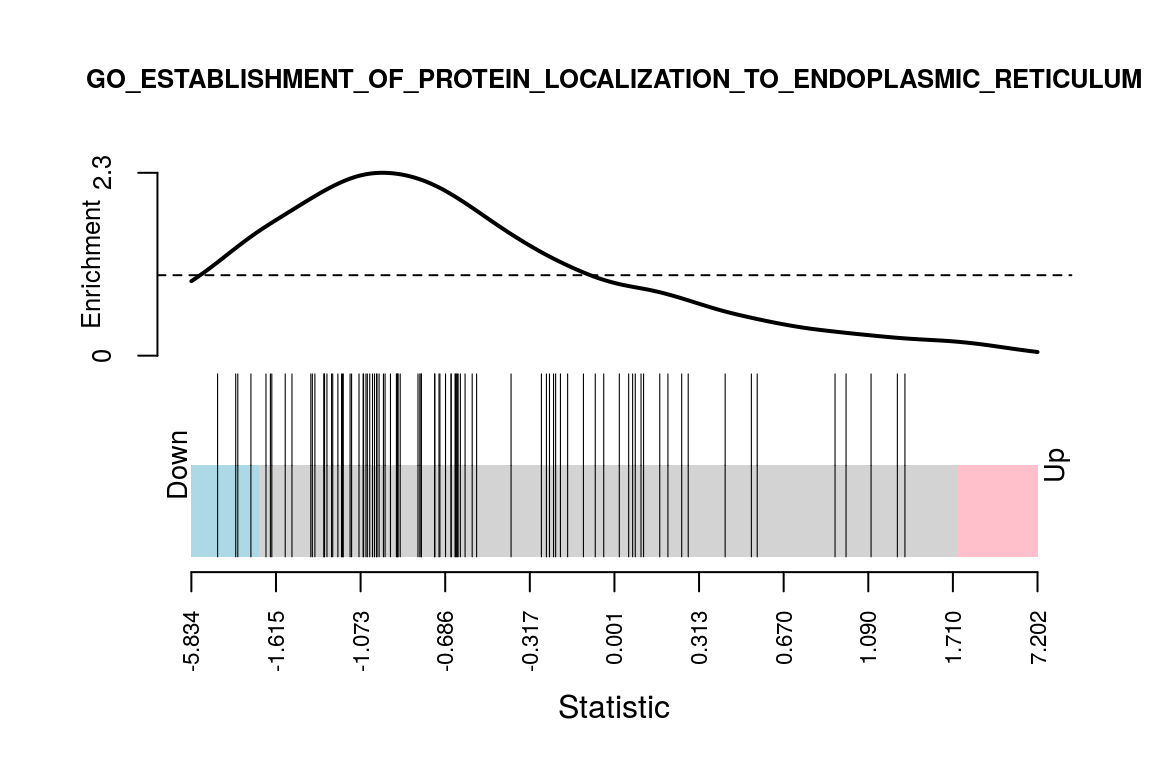 GO_ESTABLISHMENT_OF_PROTEIN_LOCALIZATION_TO_ENDOPLASMIC_RETICULUM
2.3
Enrichment
0
Down
Up
-5.834
-1.615
-1.073
-0.686
-0.317
0.001
0.313
0.670
1.090
1.710
7.202
Statistic